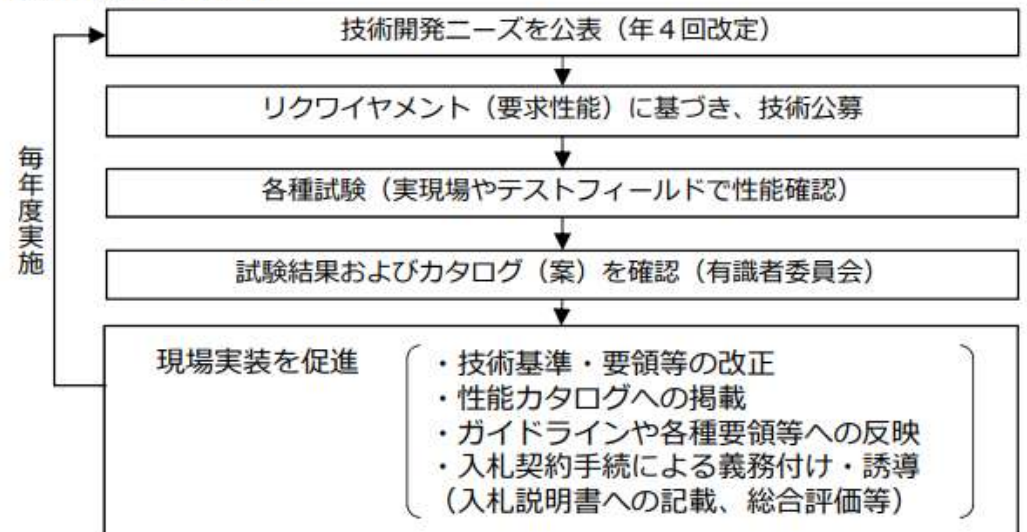 技術開発ニーズを公表（年４回改定）
リクワイヤメント（要求性能）に基づき、技術公募
各種試験（実現場やテストフィールドで性能確認）
試験結果およびカタログ（案）を確認（有識者委員会）
毎年度実施
現場実装を促進
・技術基準・要領等の改正
・性能カタログへの掲載
・ガイドラインや各種要領等への反映
・入札契約手続による義務付け・誘導
（入札説明書への記載、総合評価等）